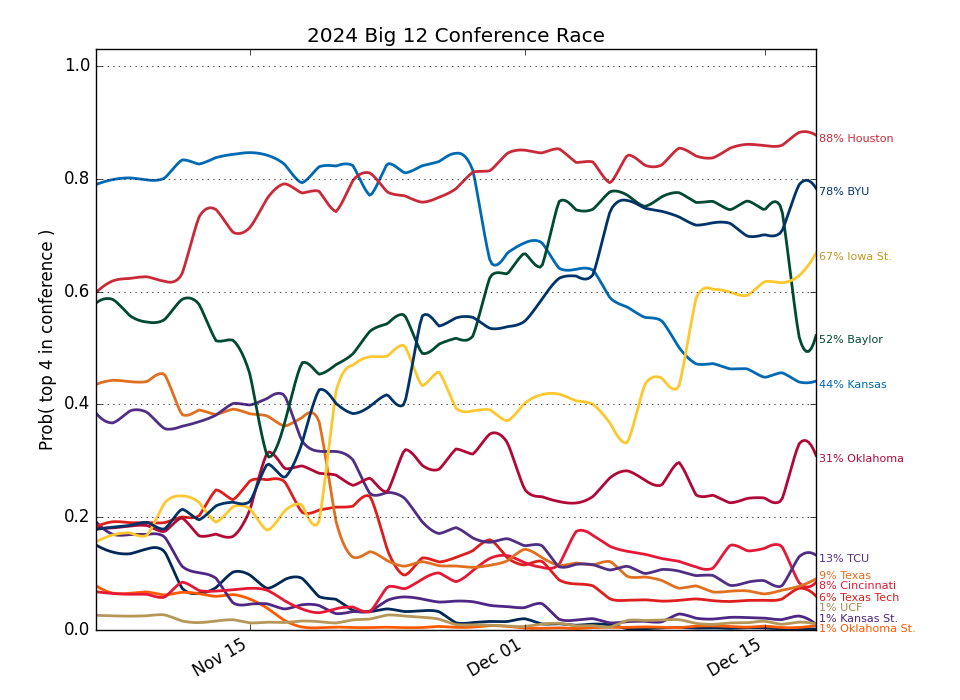 2024 Big 12 Conference Race
Prob( top 4 in conference )
1.0
0.8
0.6
0.4
0.2
0.0
Nov 15
Dec 01
Dec 15
88% Houston
78% BYU
67% Iowa St.
52% Baylor
44% Kansas
31% Oklahoma
13% TCU
9% Texas
8% Cincinnati
6% Texas Tech
1% UCF
1% Kansas St.
1% Oklahoma St.